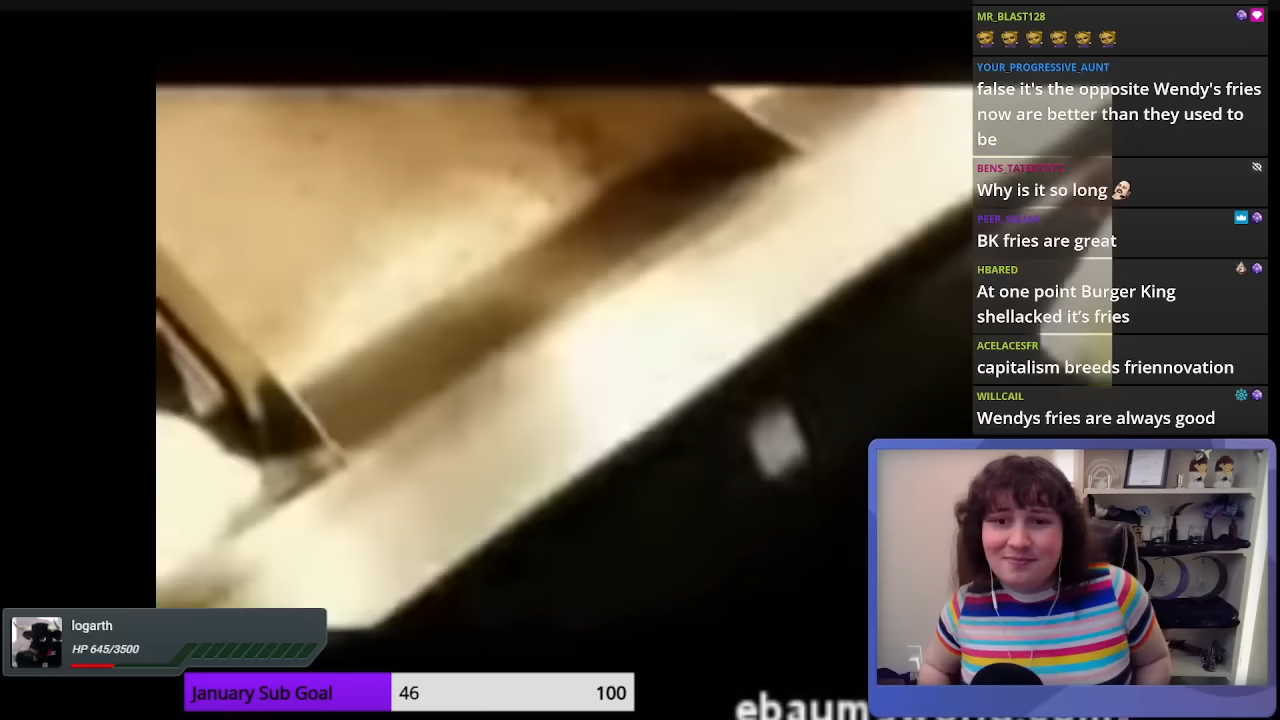 MR_BLAST128
YOUR_PROGRESSIVE_AUNT
false it's the opposite Wendy's fries
now are better than they used to
be
Why is it so long
BK fries are great
HBARED
At one point Burger King
shellacked it's fries
ACELACESFR
capitalism breeds friennovation
WILLCAIL
Wendys fries are always good
logarth
HP 645/3500
January Sub Goal 46 100